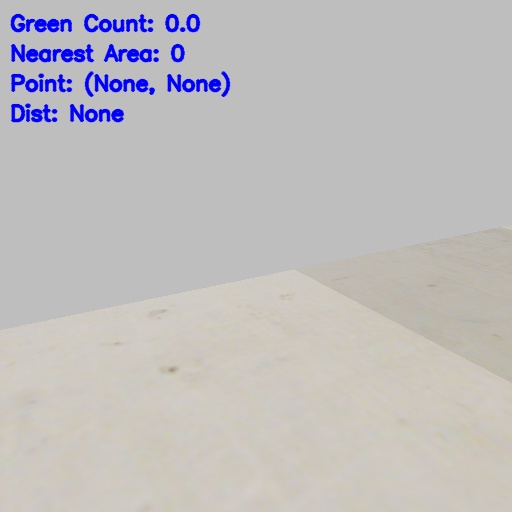 Green Count: 0.0
Nearest Area: 0
Point: (None, None)
Dist: None